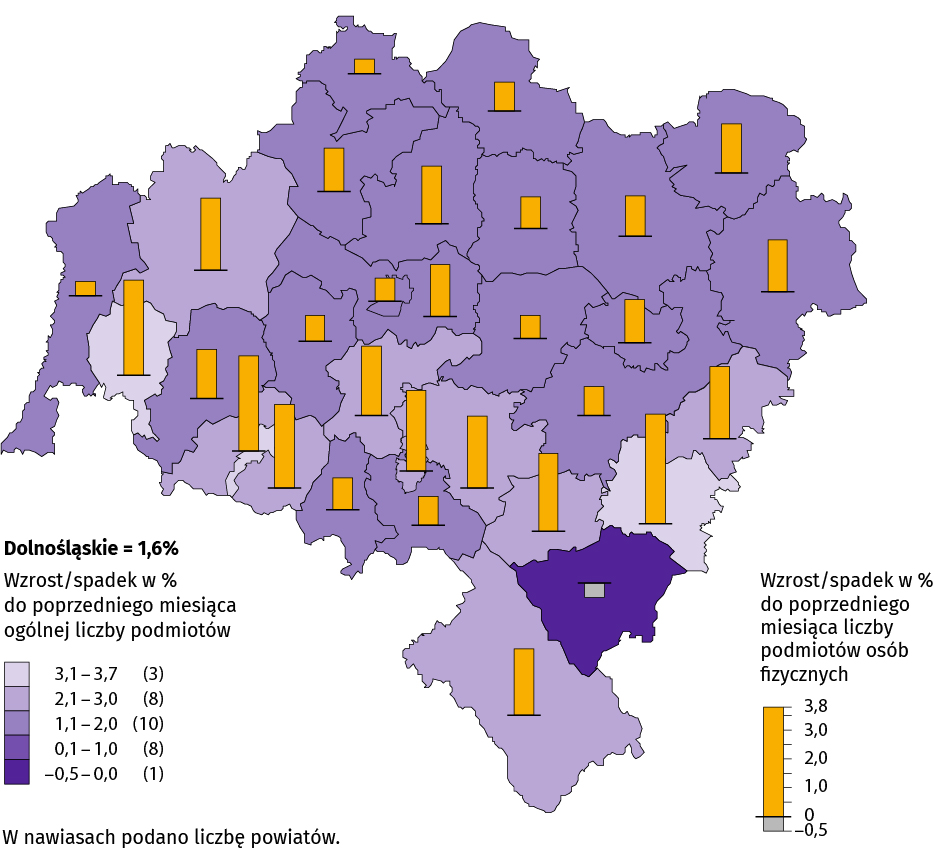 Dolnośląskie = 1,6%
Wzrost/spadek w %
do poprzedniego miesiąca
ogólnej liczby podmiotów
3,1 – 3,7 (3)
2,1 – 3,0 (8)
1,1 – 2,0 (10)
0,1 – 1,0 (8)
–0,5 – 0,0 (1)
W nawiasach podano liczbę powiatów.
Wzrost/spadek w %
do poprzedniego
miesiąca liczby
podmiotów osób
fizycznych
3,8
3,0
2,0
1,0
0
–0,5